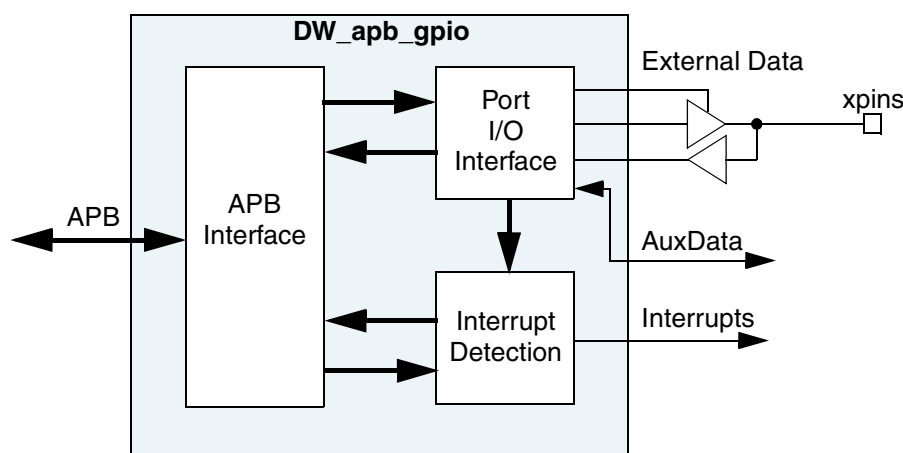 DW_apb_gpio
External Data
xpins
Port
I/O
Interface
APB
APB
Interface
AuxData
Interrupts
Interrupt
Detection